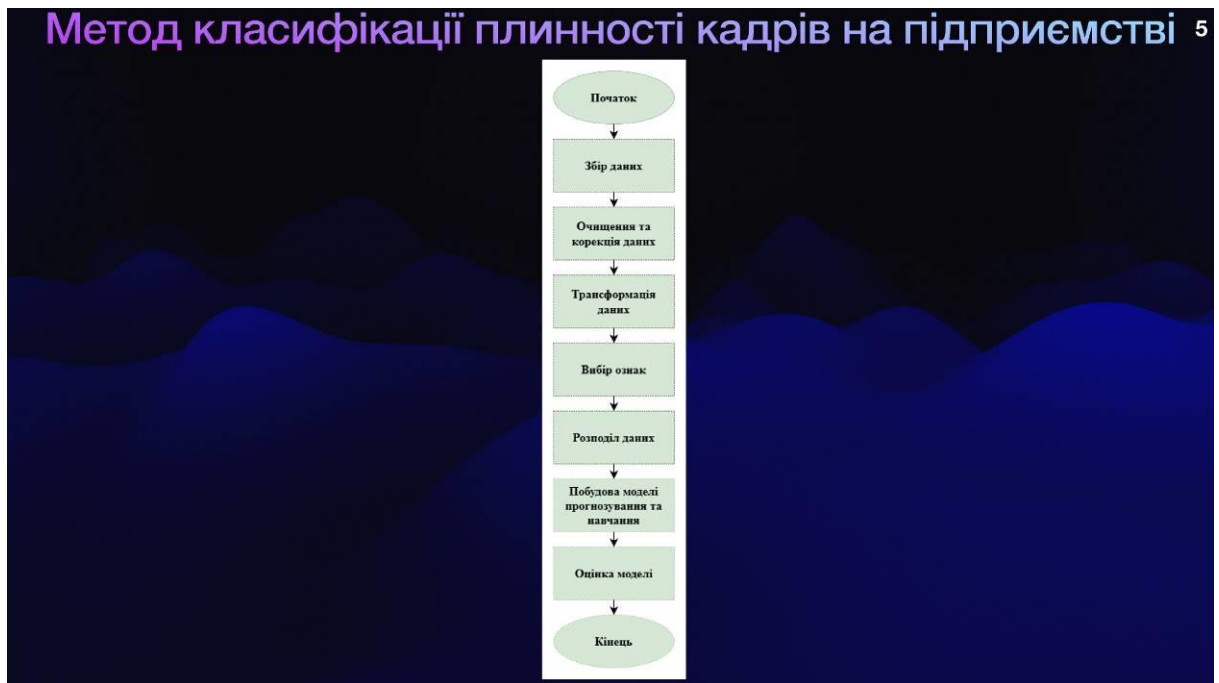 Метод класифікації плинності кадрів на підприємстві 5
Початок
Збір даних
Очищення та
корекція даних
Трансформація
даних
Вибір ознак
Розподіл даних
Побудова моделі
прогнозування та
навчання
Оцінка моделі
Кінець